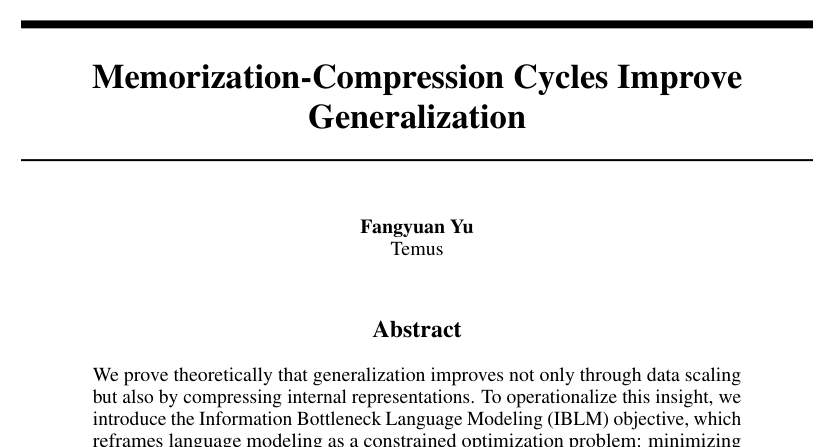 Memorization-Compression Cycles Improve
Generalization
Fangyuan Yu
Temus
Abstract
We prove theoretically that generalization improves not only through data scaling
but also by compressing internal representations. To operationalize this insight, we
introduce the Information Bottleneck Language Modeling (IBLM) objective, which
reframes language modeling as a constrained optimization problem: minimizing